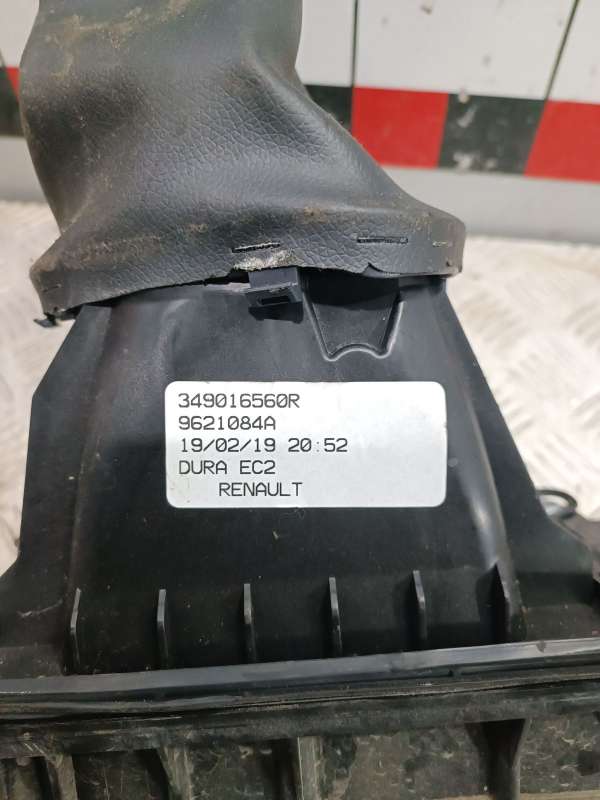 349016560R
9621084A
19/02/19 20:52
DURA EC2
RENAULT